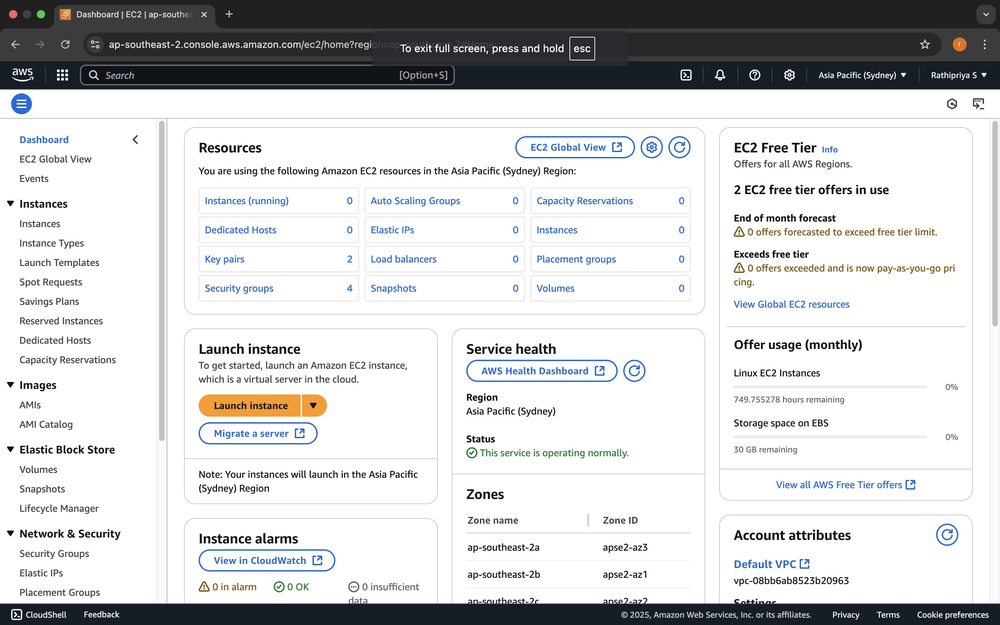 Dashboard | EC2 | ap-southea
ap-southeast-2.console.aws.amazon.com/ec2/home?region=ap-southeast-2#Home:
To exit full screen, press and hold esc
aws
Search
[Option+S]
Asia Pacific (Sydney)
Rathipriya S
r
Dashboard
EC2 Global View
Events
Instances
Instances
Instance Types
Launch Templates
Spot Requests
Savings Plans
Reserved Instances
Dedicated Hosts
Capacity Reservations
Images
AMIs
AMI Catalog
Elastic Block Store
Volumes
Snapshots
Lifecycle Manager
Network & Security
Security Groups
Elastic IPs
Placement Groups
Resources
EC2 Global View
You are using the following Amazon EC2 resources in the Asia Pacific (Sydney) Region:
Instances (running) 0
Auto Scaling Groups 0
Capacity Reservations 0
Dedicated Hosts 0
Elastic IPs 0
Instances 0
Key pairs 2
Load balancers 0
Placement groups 0
Security groups 4
Snapshots 0
Volumes 0
Launch instance
To get started, launch an Amazon EC2 instance,
which is a virtual server in the cloud.
Launch instance
Migrate a server
Note: Your instances will launch in the Asia Pacific
(Sydney) Region
Instance alarms
View in CloudWatch
0 in alarm
0 OK
0 insufficient
data
Service health
AWS Health Dashboard
Region
Asia Pacific (Sydney)
Status
This service is operating normally.
Zones
Zone name
Zone ID
ap-southeast-2a
apse2-az3
ap-southeast-2b
apse2-az1
ap-southeast-2c
apse2-az2
EC2 Free Tier Info
Offers for all AWS Regions.
2 EC2 free tier offers in use
End of month forecast
0 offers forecasted to exceed free tier limit.
Exceeds free tier
0 offers exceeded and is now pay-as-you-go pri
cing.
View Global EC2 resources
Offer usage (monthly)
Linux EC2 Instances
0%
749.755278 hours remaining
Storage space on EBS
0%
30 GB remaining
View all AWS Free Tier offers
Account attributes
Default VPC
vpc-08bb6ab8523b20963
Settings
CloudShell
Feedback
© 2025, Amazon Web Services, Inc. or its affiliates.
Privacy
Terms
Cookie preferences